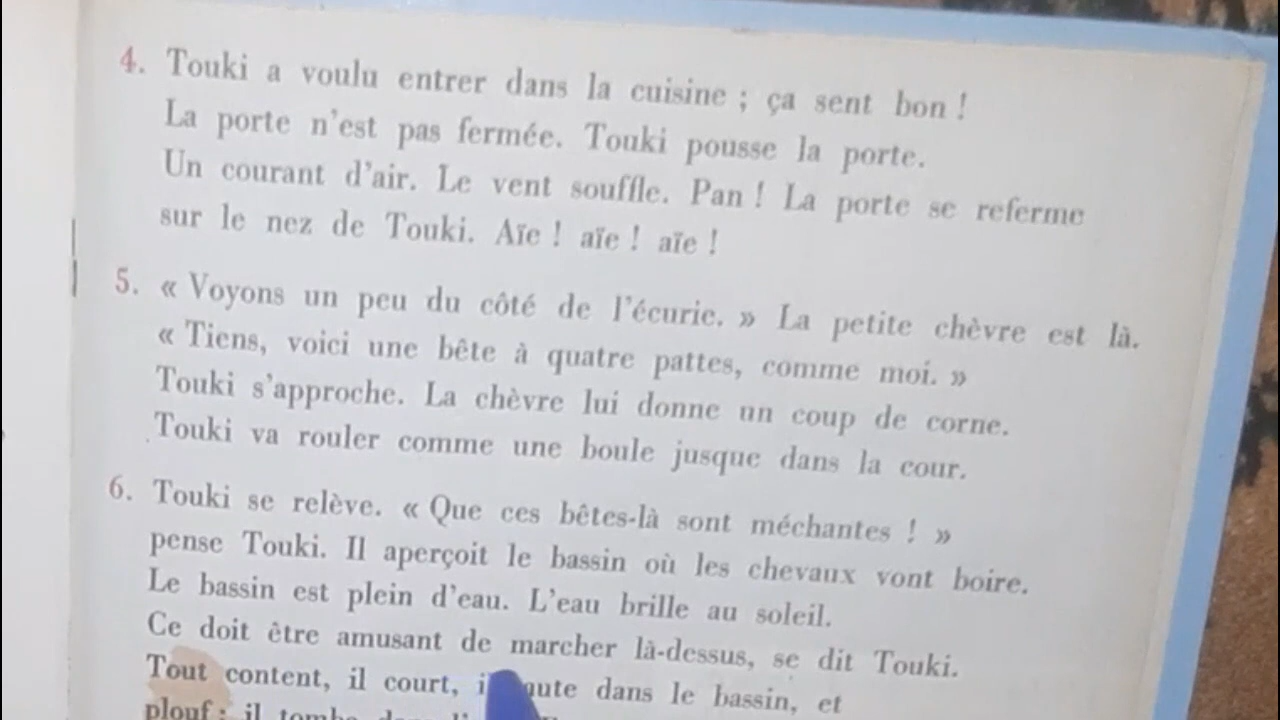 4. Touki a voulu entrer dans la cuisine ; ça sent bon !
La porte n'est pas fermée. Touki pousse la porte.
Un courant d'air. Le vent souffle. Pan ! La porte se referme
sur le nez de Touki. Aïe ! aïe ! aïe !
5. « Voyons un peu du côté de l'écurie. » La petite chèvre est là.
« Tiens, voici une bête à quatre pattes, comme moi. »
Touki s'approche. La chèvre lui donne un coup de corne.
Touki va rouler comme une boule jusque dans la cour.
6. Touki se relève. « Que ces bêtes-là sont méchantes ! »
pense Touki. Il aperçoit le bassin où les chevaux vont boire.
Le bassin est plein d'eau. L'eau brille au soleil.
Ce doit être amusant de marcher là-dessus, se dit Touki.
Tout content, il court, dans le bassin, et
plouf : il tombe